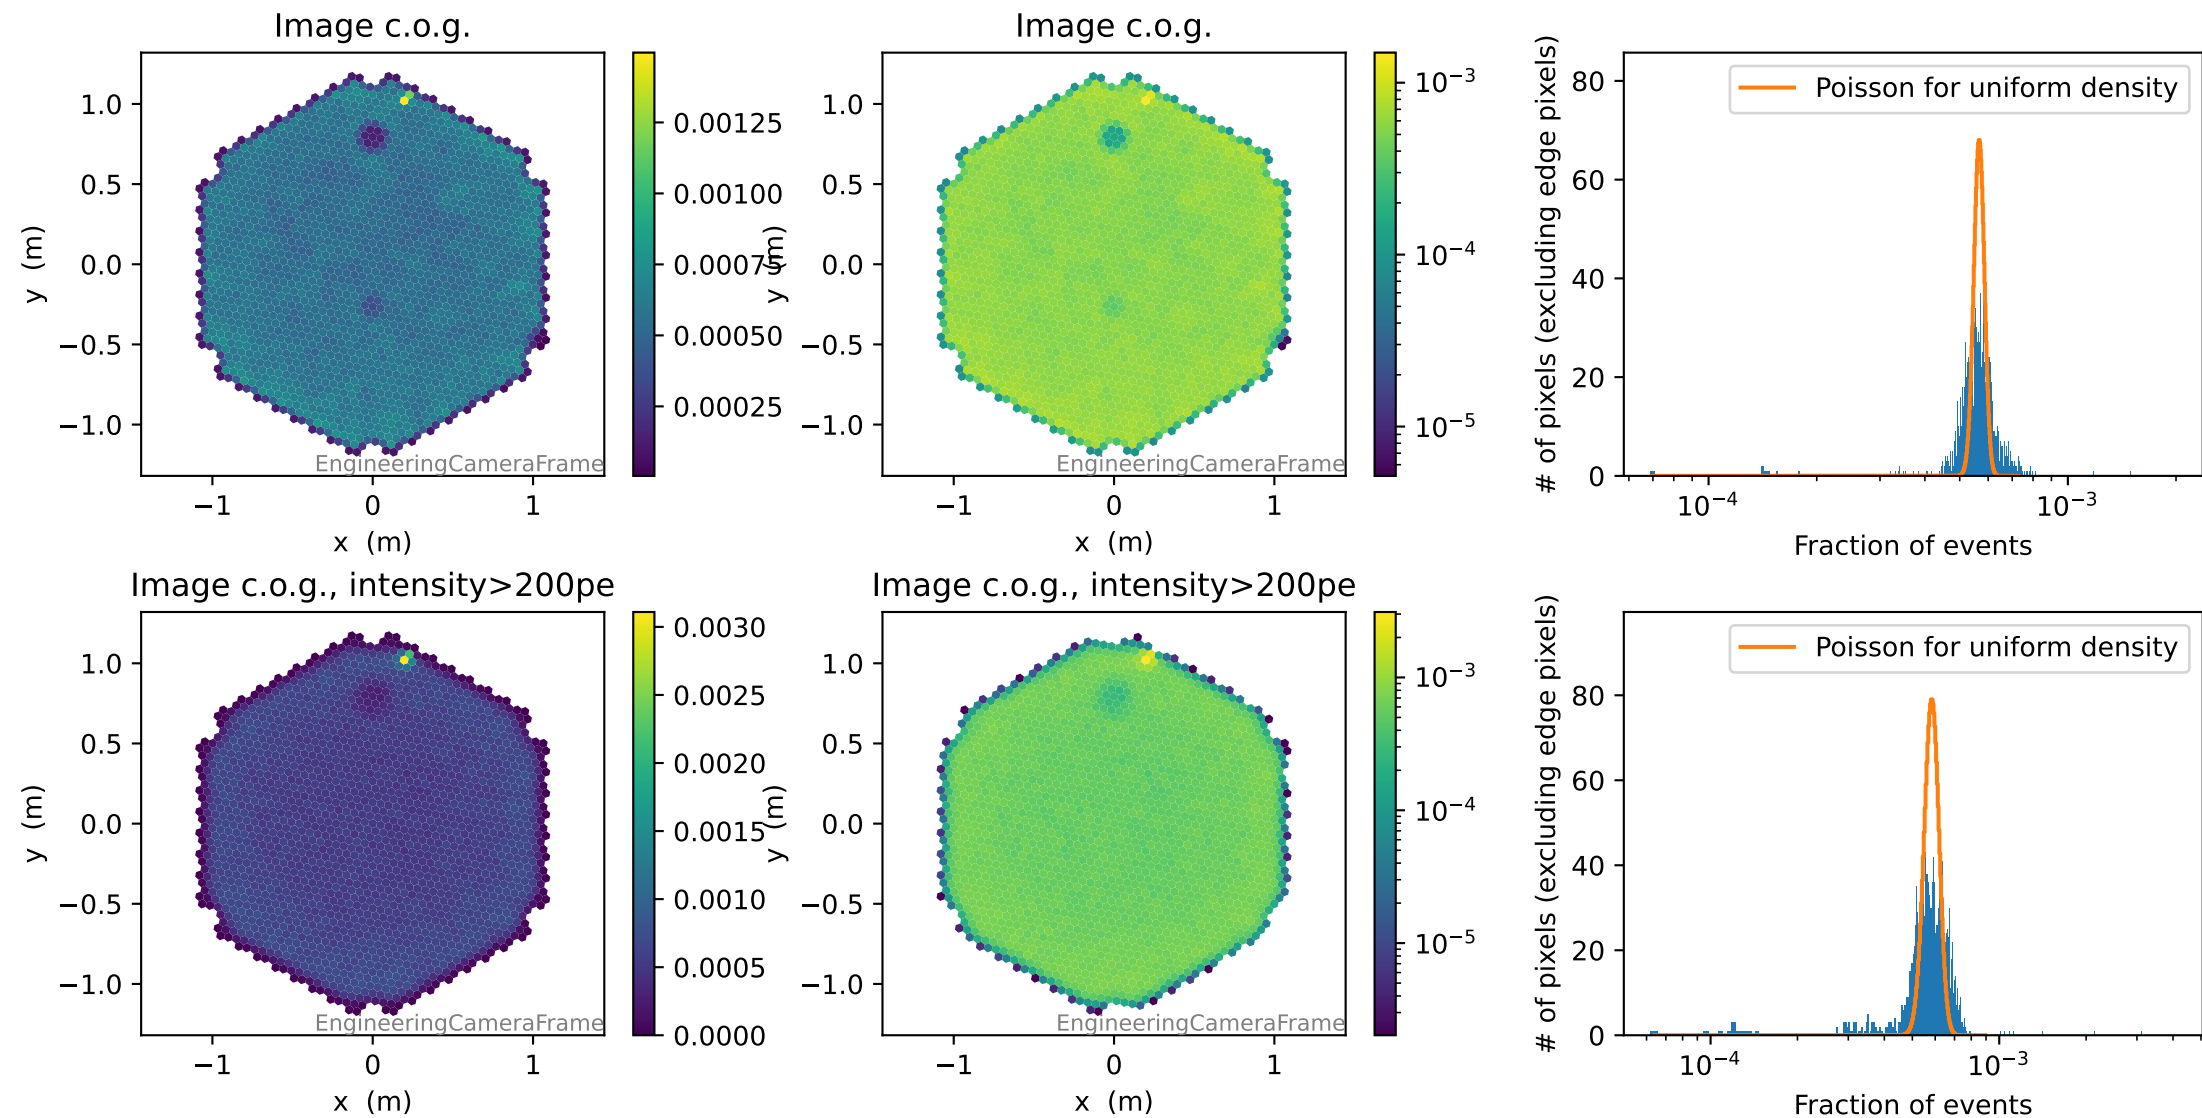 Image c.o.g.
y (m)
1.0
0.5
0.0
−0.5
−1.0
−1
0
1
x (m)
EngineeringCameraFrame
0.00125
0.00100
0.00075
0.00050
0.00025
Image c.o.g.
y (m)
1.0
0.5
0.0
−0.5
−1.0
−1
0
1
x (m)
EngineeringCameraFrame
10⁻³
10⁻⁴
10⁻⁵
# of pixels (excluding edge pixels)
80
60
40
20
0
Poisson for uniform density
10⁻⁴
10⁻³
Fraction of events
Image c.o.g., intensity>200pe
y (m)
1.0
0.5
0.0
−0.5
−1.0
−1
0
1
x (m)
EngineeringCameraFrame
0.0030
0.0025
0.0020
0.0015
0.0010
0.0005
0.0000
Image c.o.g., intensity>200pe
y (m)
1.0
0.5
0.0
−0.5
−1.0
−1
0
1
x (m)
EngineeringCameraFrame
10⁻³
10⁻⁴
10⁻⁵
# of pixels (excluding edge pixels)
80
60
40
20
0
Poisson for uniform density
10⁻⁴
10⁻³
Fraction of events